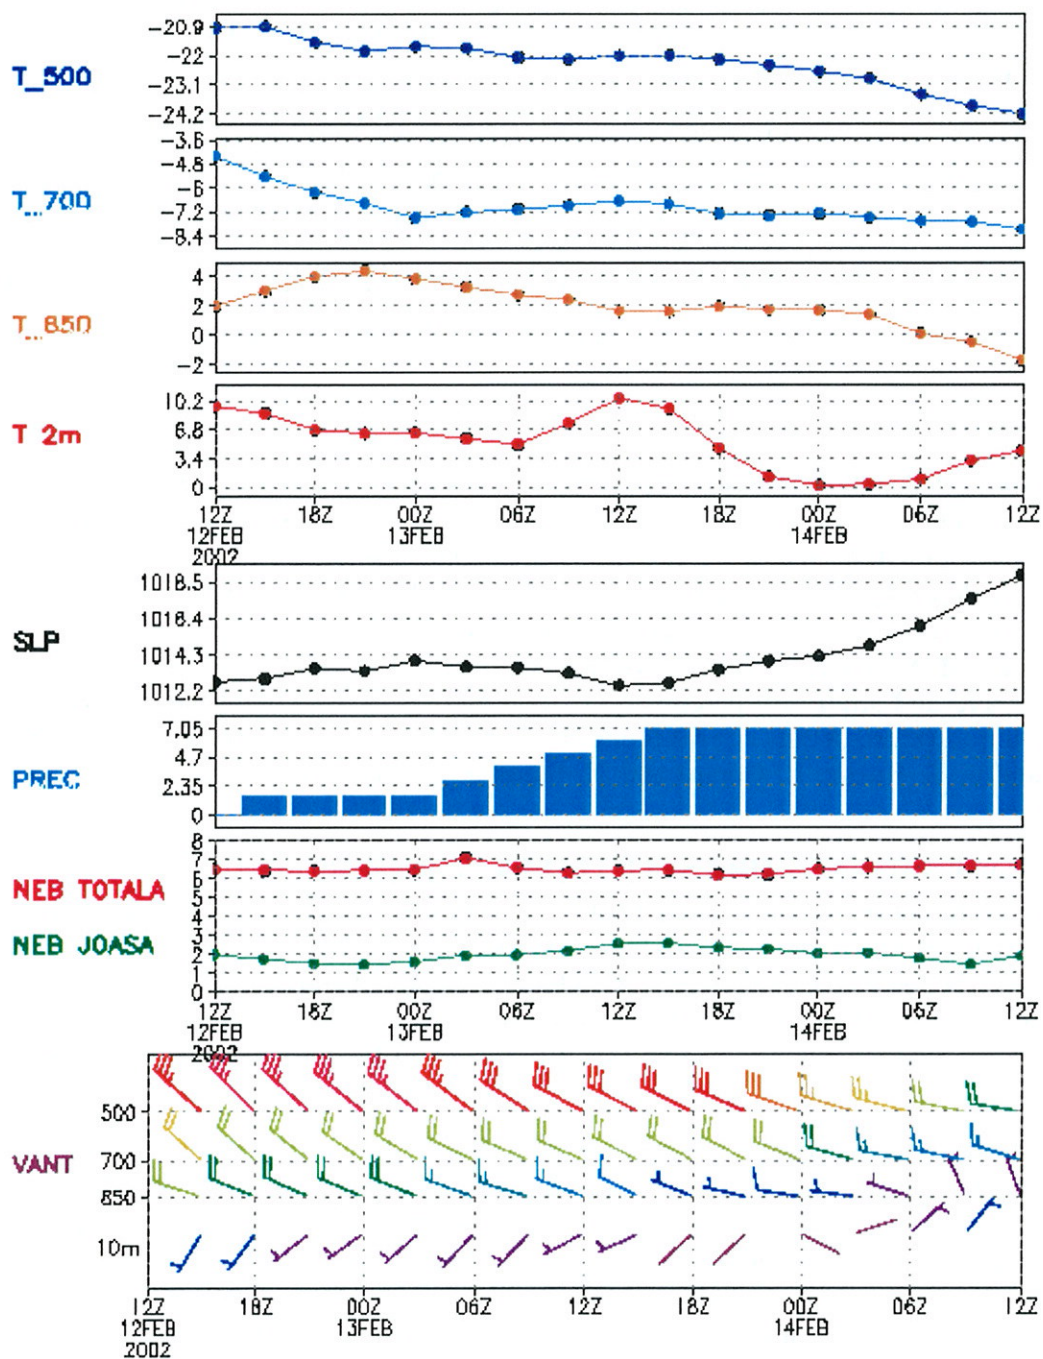 T_500
-20.9
-22
-23.1
-24.2
T_700
-3.6
-4.8
-6
-7.2
-8.4
T_850
4
2
0
-2
T 2m
10.2
6.8
3.4
0
12Z 18Z 00Z 06Z 12Z 18Z 00Z 06Z 12Z
12FEB 13FEB 14FEB
2002
SLP
1018.5
1016.4
1014.3
1012.2
PREC
7.05
4.7
2.35
0
NEB TOTALA
NEB JOASA
8
7
6
5
4
3
2
1
0
12Z 18Z 00Z 06Z 12Z 18Z 00Z 06Z 12Z
12FEB 13FEB 14FEB
2002
VANT
500
700
850
10m
12Z 18Z 00Z 06Z 12Z 18Z 00Z 06Z 12Z
12FEB 13FEB 14FEB
2002